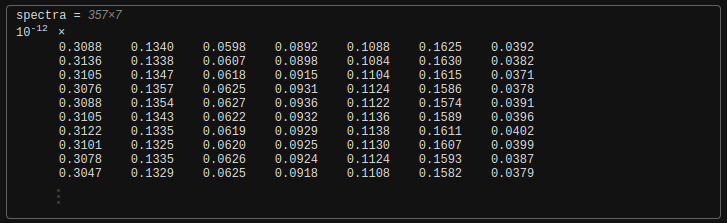 spectra = 357×7
10⁻¹² ×
0.3088 0.1340 0.0598 0.0892 0.1088 0.1625 0.0392
0.3136 0.1338 0.0607 0.0898 0.1084 0.1630 0.0382
0.3105 0.1347 0.0618 0.0915 0.1104 0.1615 0.0371
0.3076 0.1357 0.0625 0.0931 0.1124 0.1586 0.0378
0.3088 0.1354 0.0627 0.0936 0.1122 0.1574 0.0391
0.3105 0.1343 0.0622 0.0932 0.1136 0.1589 0.0396
0.3122 0.1335 0.0619 0.0929 0.1138 0.1611 0.0402
0.3101 0.1325 0.0620 0.0925 0.1130 0.1607 0.0399
0.3078 0.1335 0.0626 0.0924 0.1124 0.1593 0.0387
0.3047 0.1329 0.0625 0.0918 0.1108 0.1582 0.0379
⋮